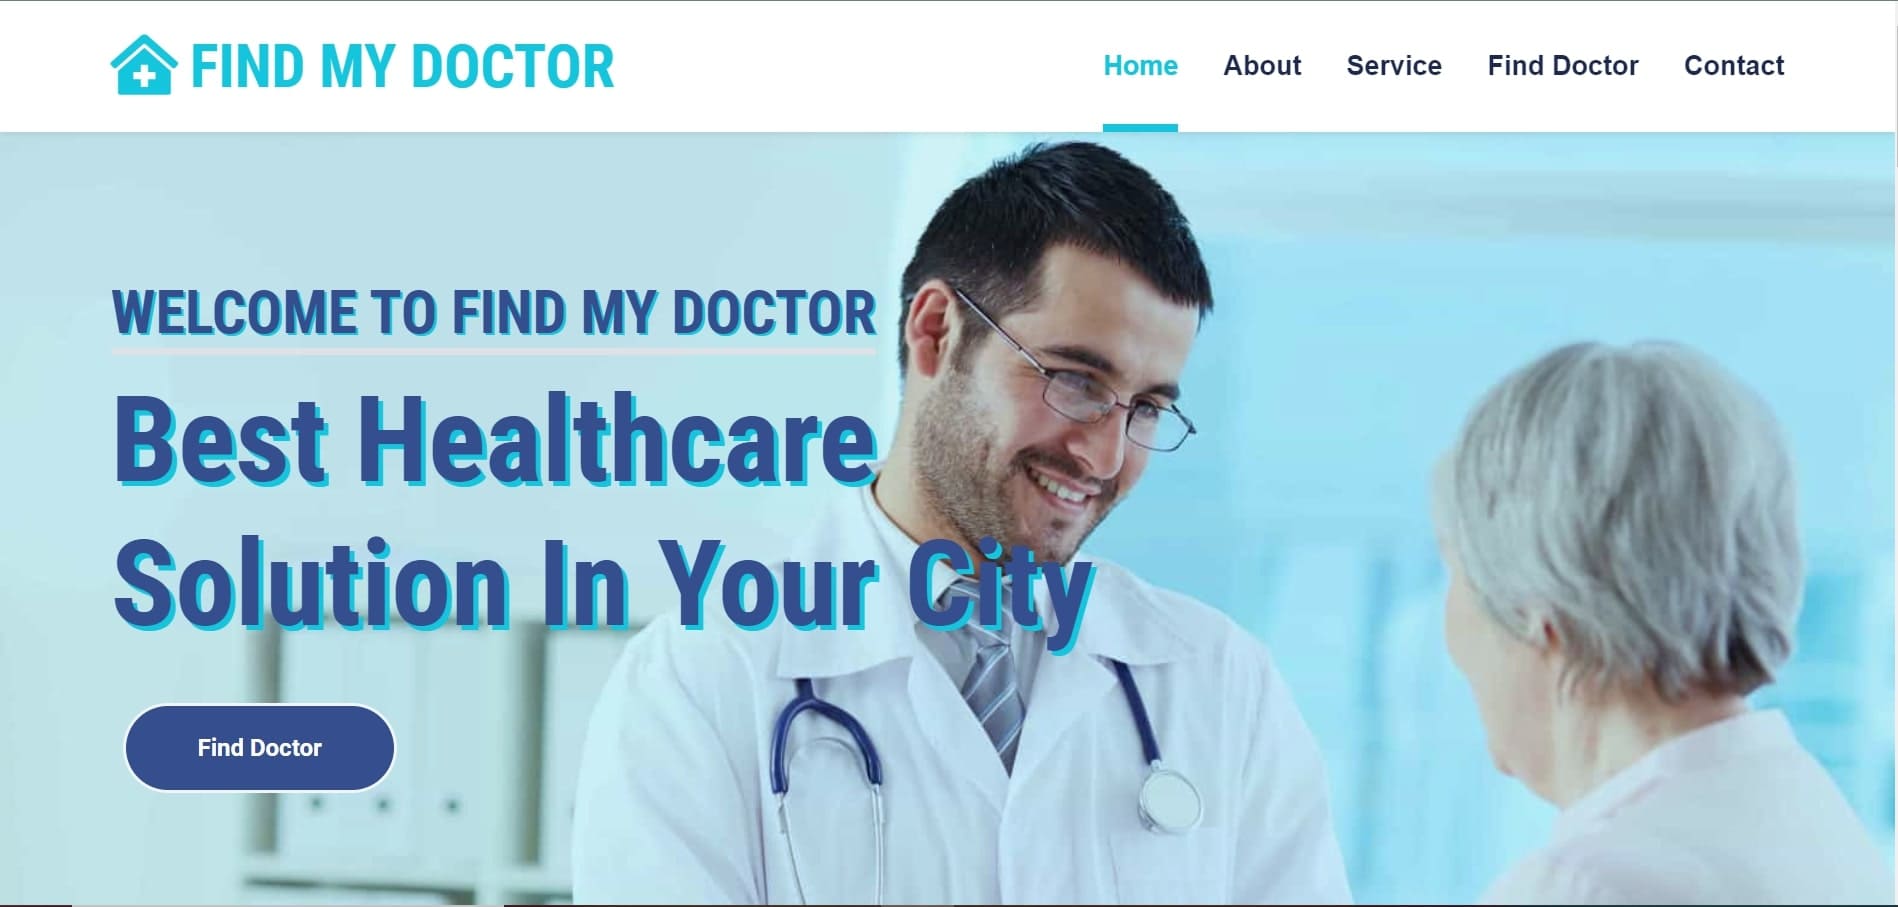 FIND MY DOCTOR
Home About Service Find Doctor Contact
WELCOME TO FIND MY DOCTOR
Best Healthcare
Solution In Your City
Find Doctor